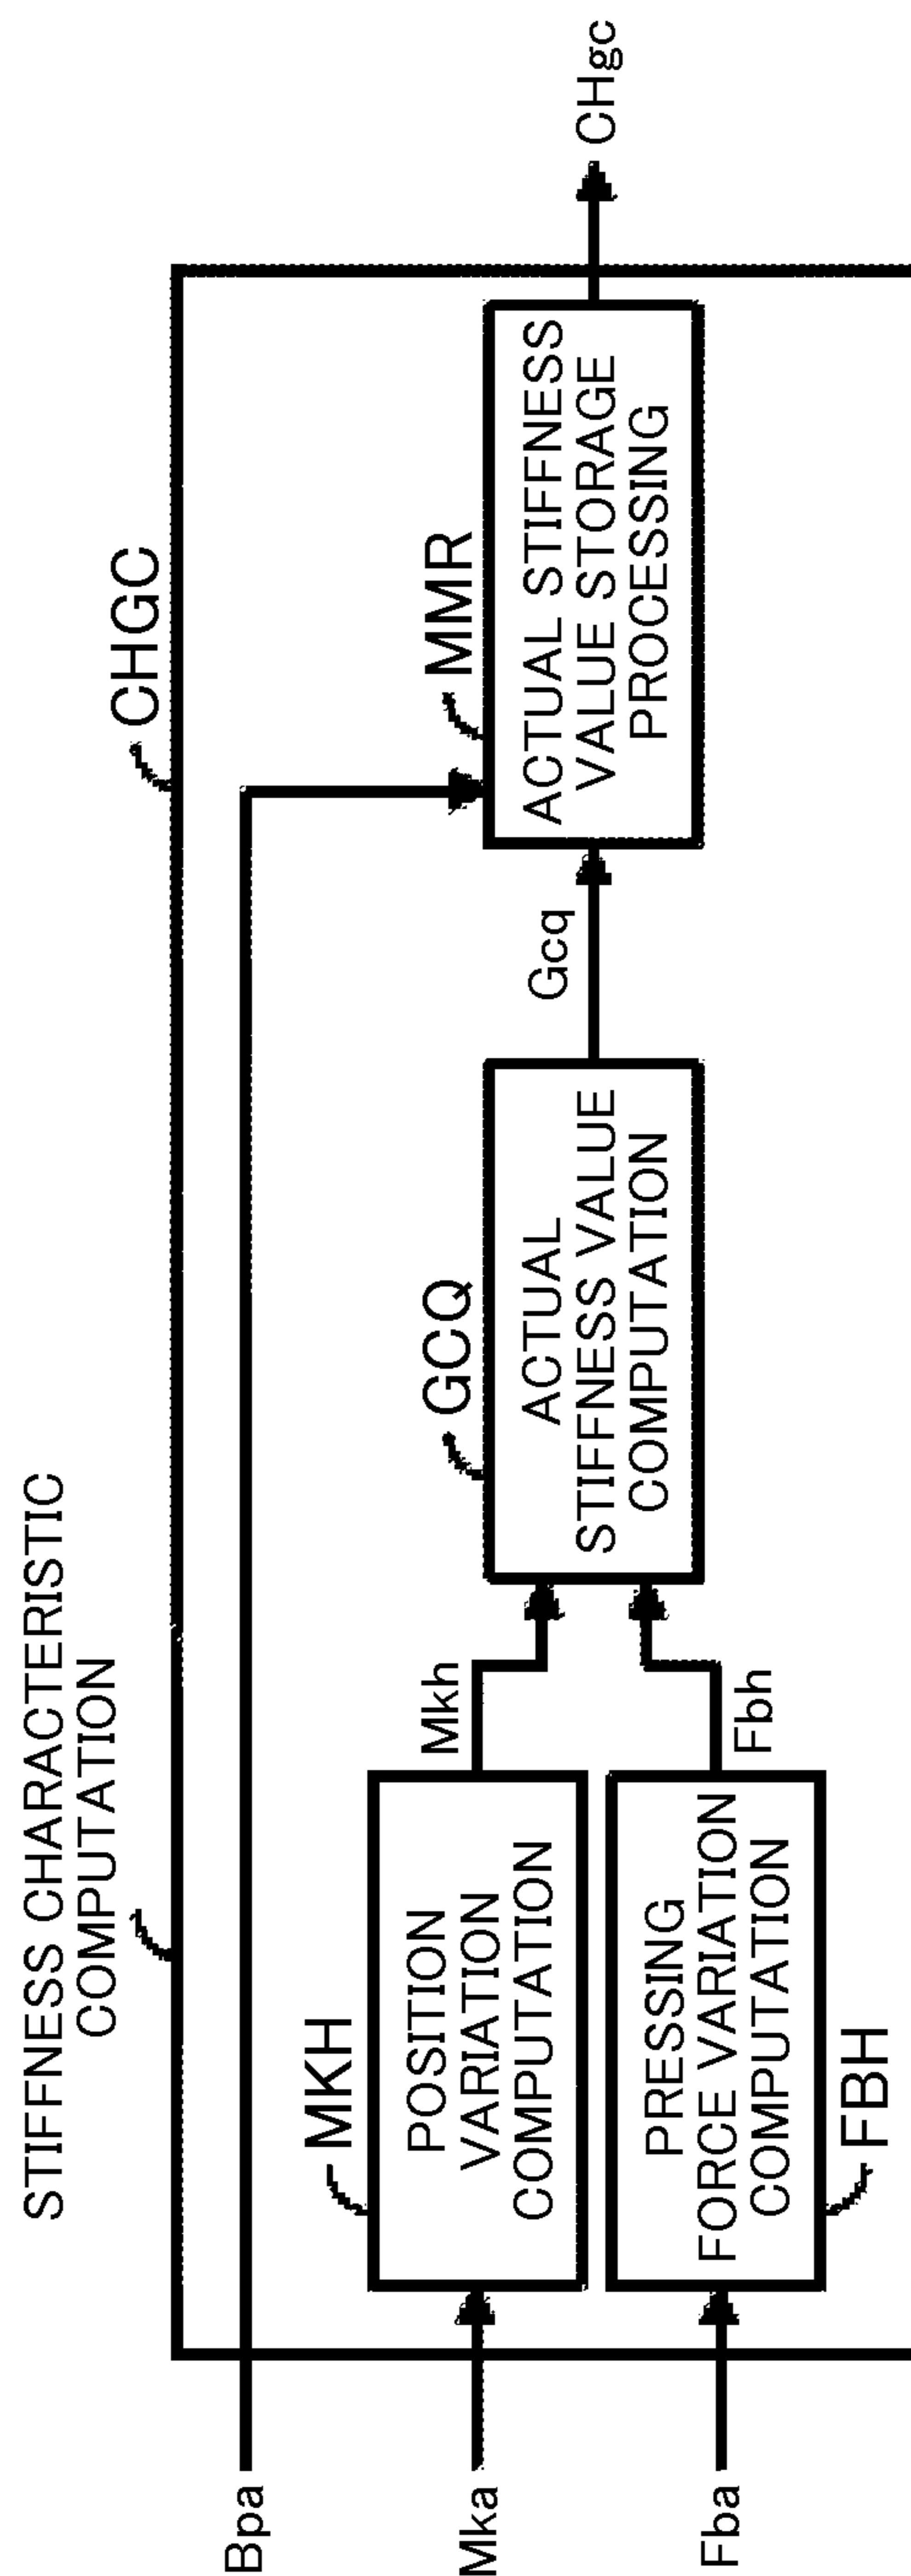 STIFFNESS CHARACTERISTIC
COMPUTATION
CHGC
Bpa
Mka
Fba
MKH
POSITION
VARIATION
COMPUTATION
PRESSING
FORCE VARIATION
COMPUTATION
FBH
Mkh
Fbh
GCQ
ACTUAL
STIFFNESS VALUE
COMPUTATION
Gcq
MMR
ACTUAL STIFFNESS
VALUE STORAGE
PROCESSING
CHgc